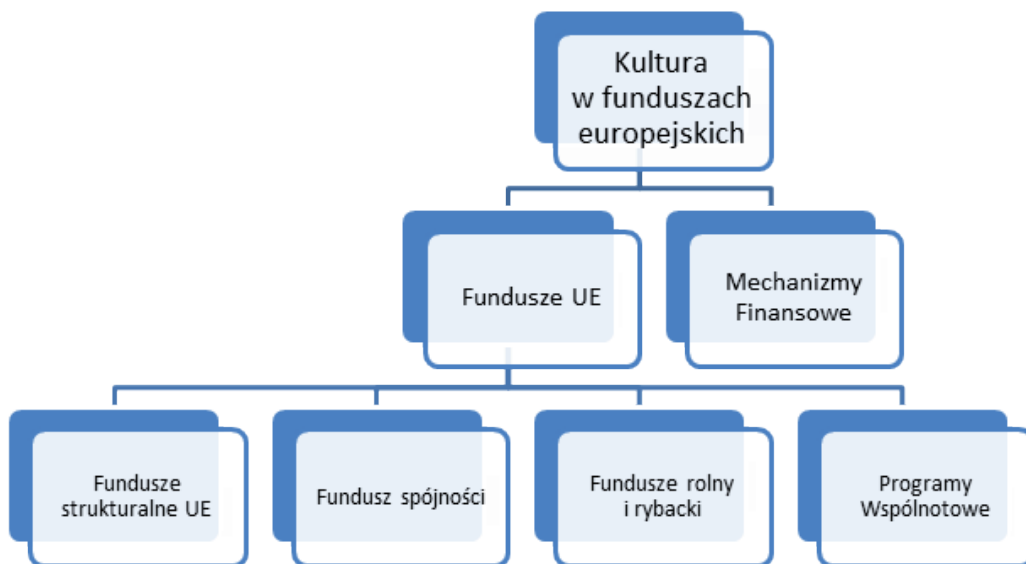 Kultura
w funduszach
europejskich
Fundusze UE
Mechanizmy
Finansowe
Fundusze
strukturalne UE
Fundusz spójności
Fundusze rolny
i rybacki
Programy
Wspólnotowe